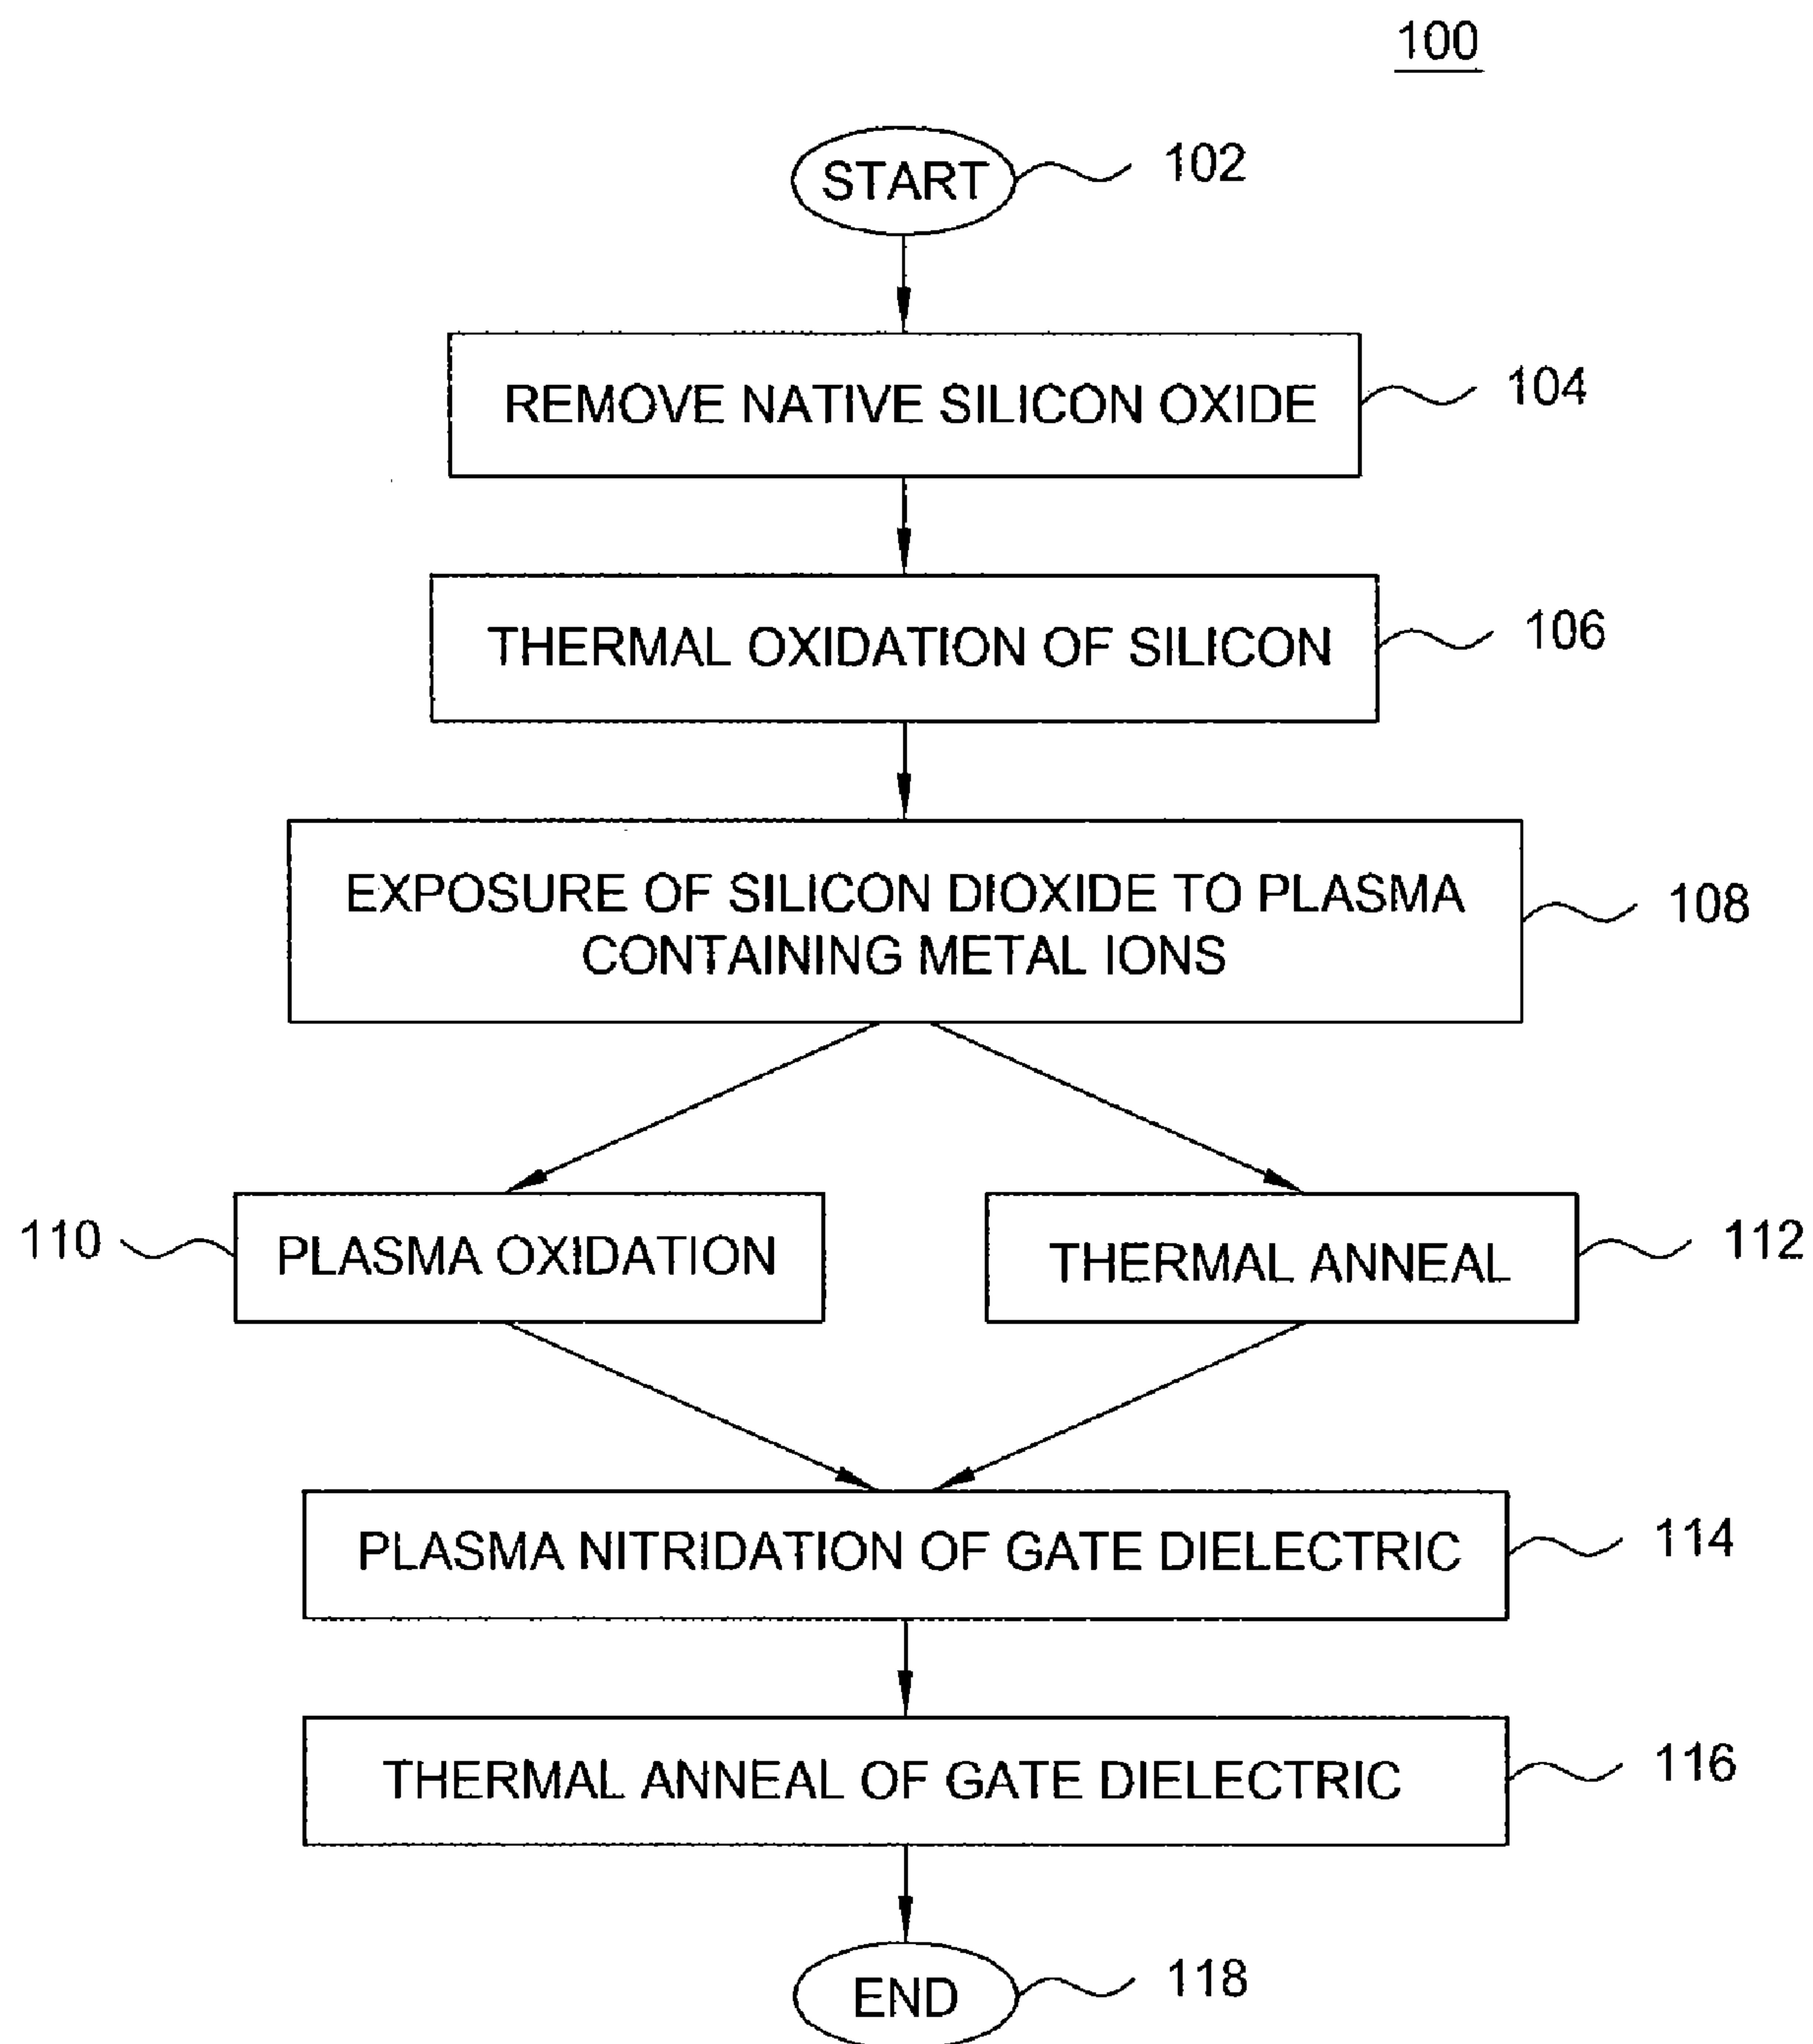 100
START 102
REMOVE NATIVE SILICON OXIDE 104
THERMAL OXIDATION OF SILICON 106
EXPOSURE OF SILICON DIOXIDE TO PLASMA
CONTAINING METAL IONS 108
110 PLASMA OXIDATION
THERMAL ANNEAL 112
PLASMA NITRIDATION OF GATE DIELECTRIC 114
THERMAL ANNEAL OF GATE DIELECTRIC 116
END 118